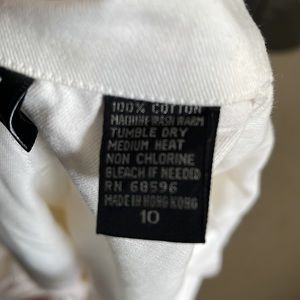 100% COTTON
MACHINE WASH WARM
TUMBLE DRY
MEDIUM HEAT
NON CHLORINE
BLEACH IF NEEDED
RN 68596
MADE IN HONG KONG
10